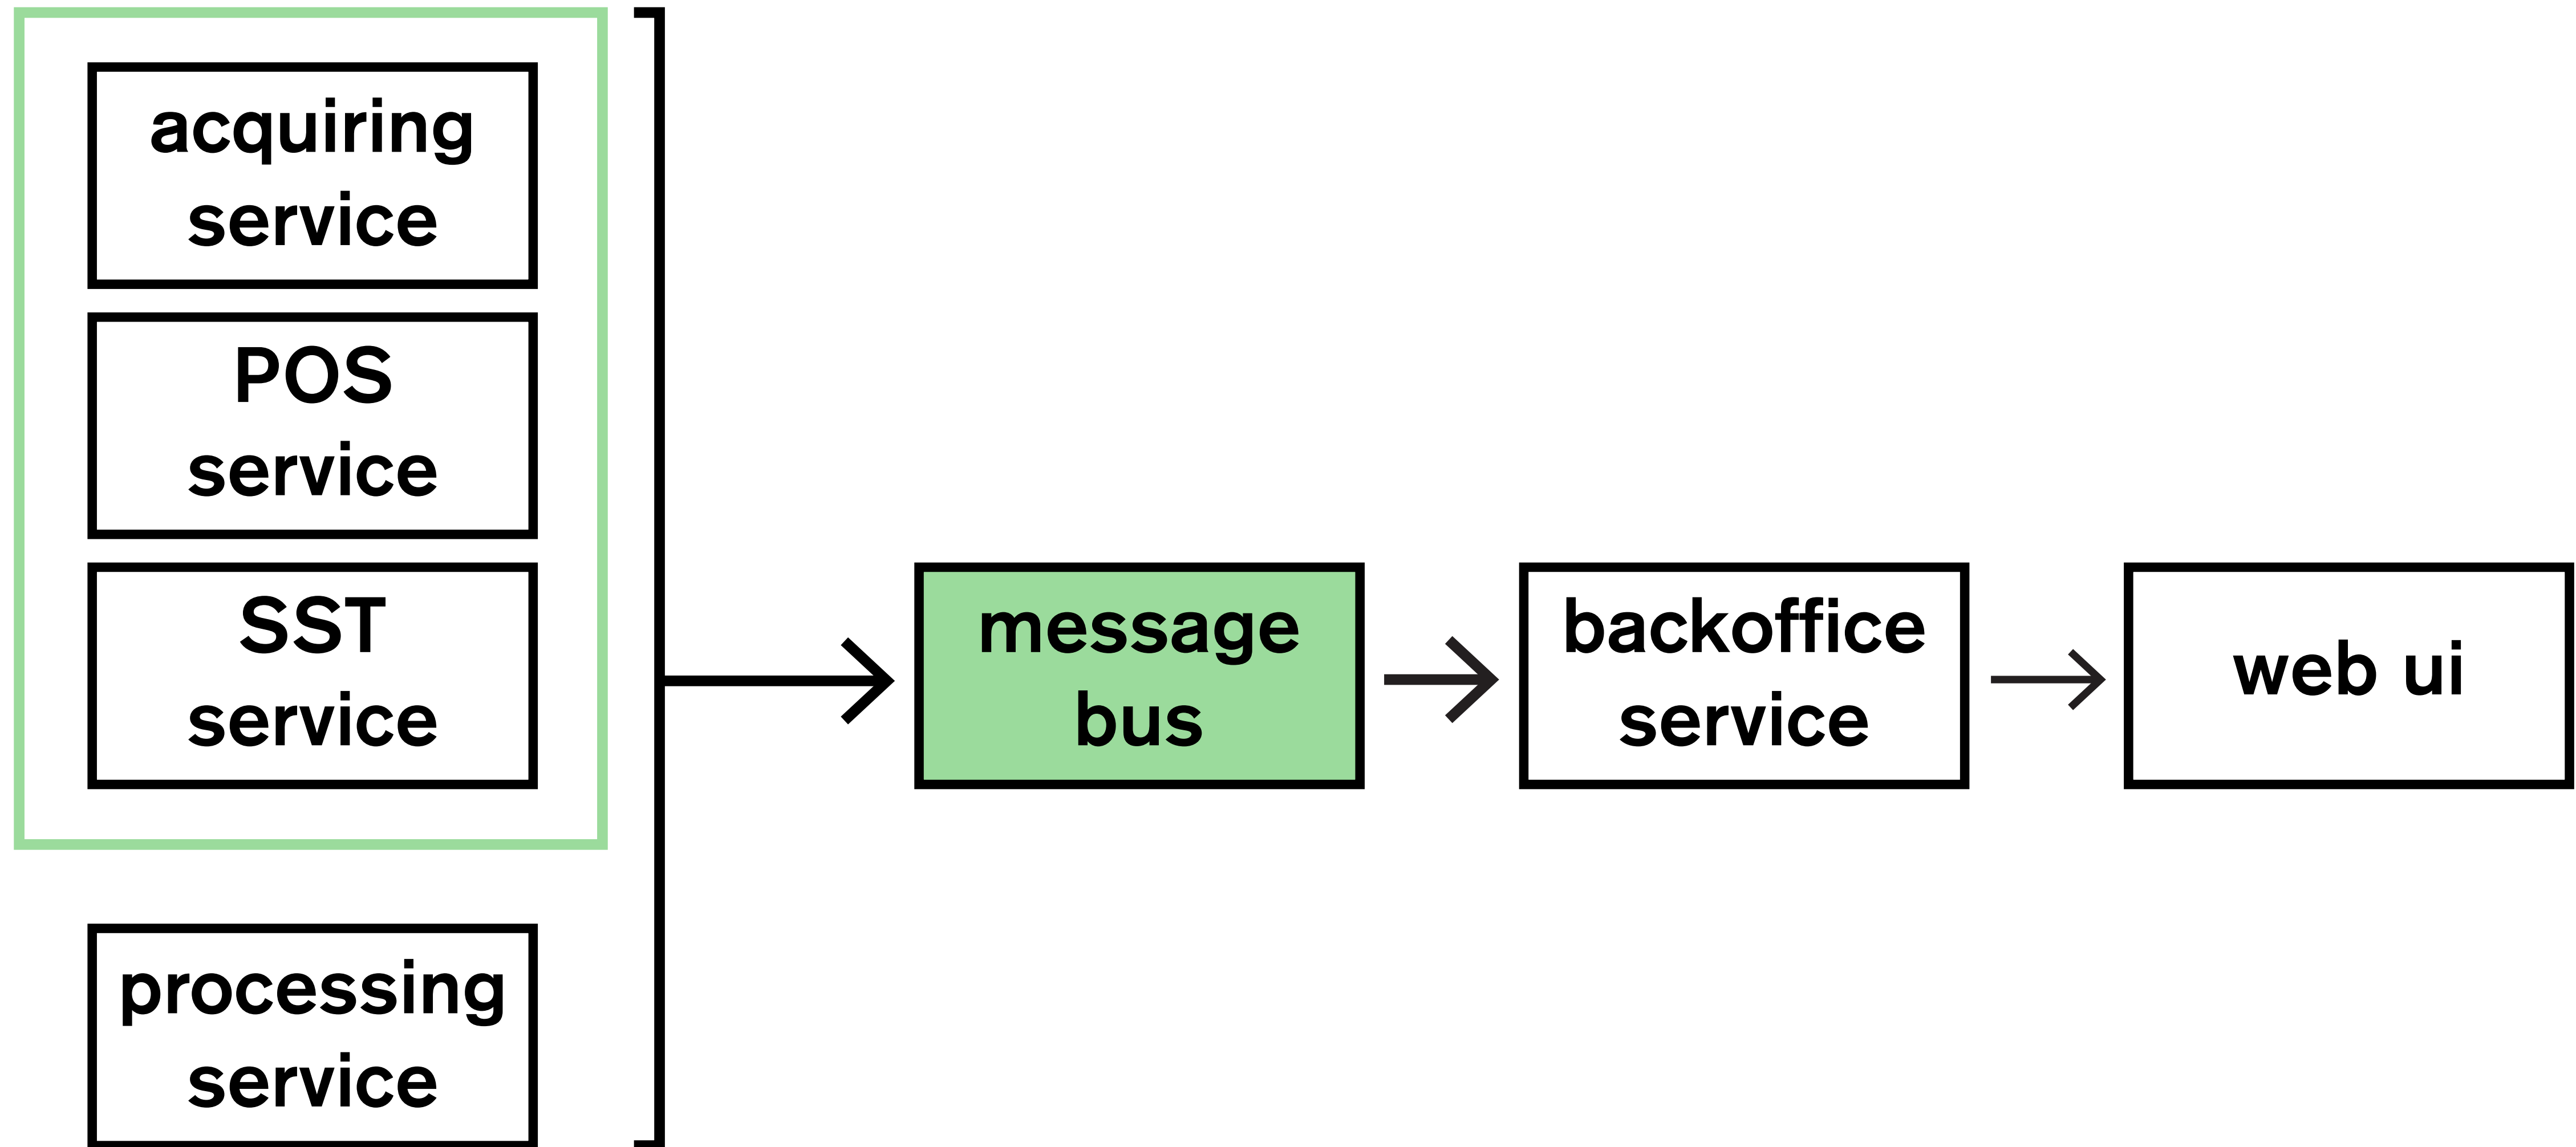 acquiring
service
POS
service
SST
service
processing
service
message
bus
backoffice
service
web ui